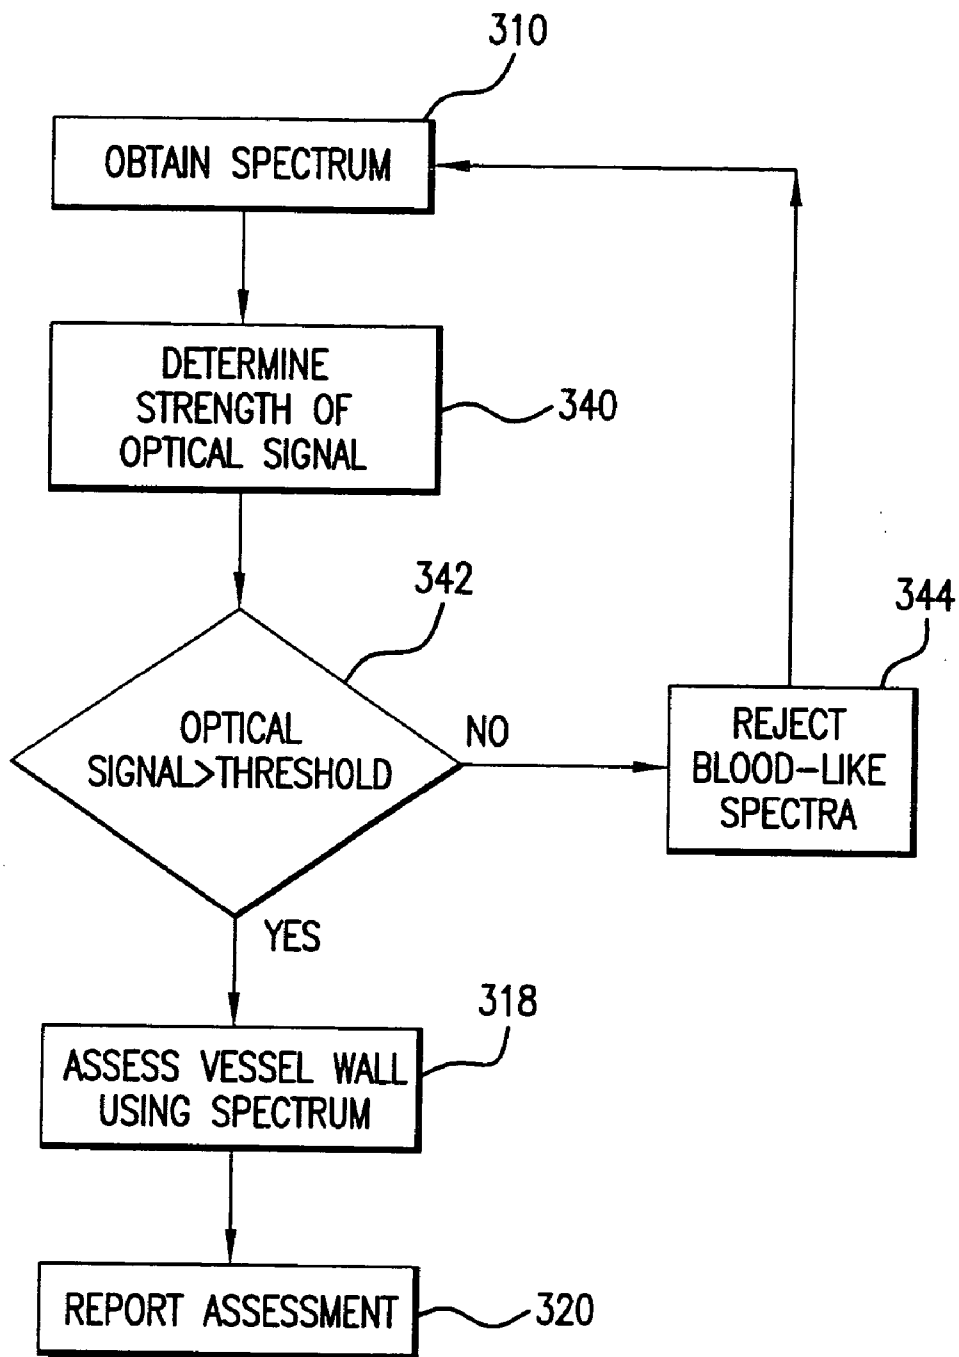 310
OBTAIN SPECTRUM
DETERMINE
STRENGTH OF
OPTICAL SIGNAL
340
342
OPTICAL
SIGNAL>THRESHOLD
NO
344
REJECT
BLOOD-LIKE
SPECTRA
YES
318
ASSESS VESSEL WALL
USING SPECTRUM
REPORT ASSESSMENT
320